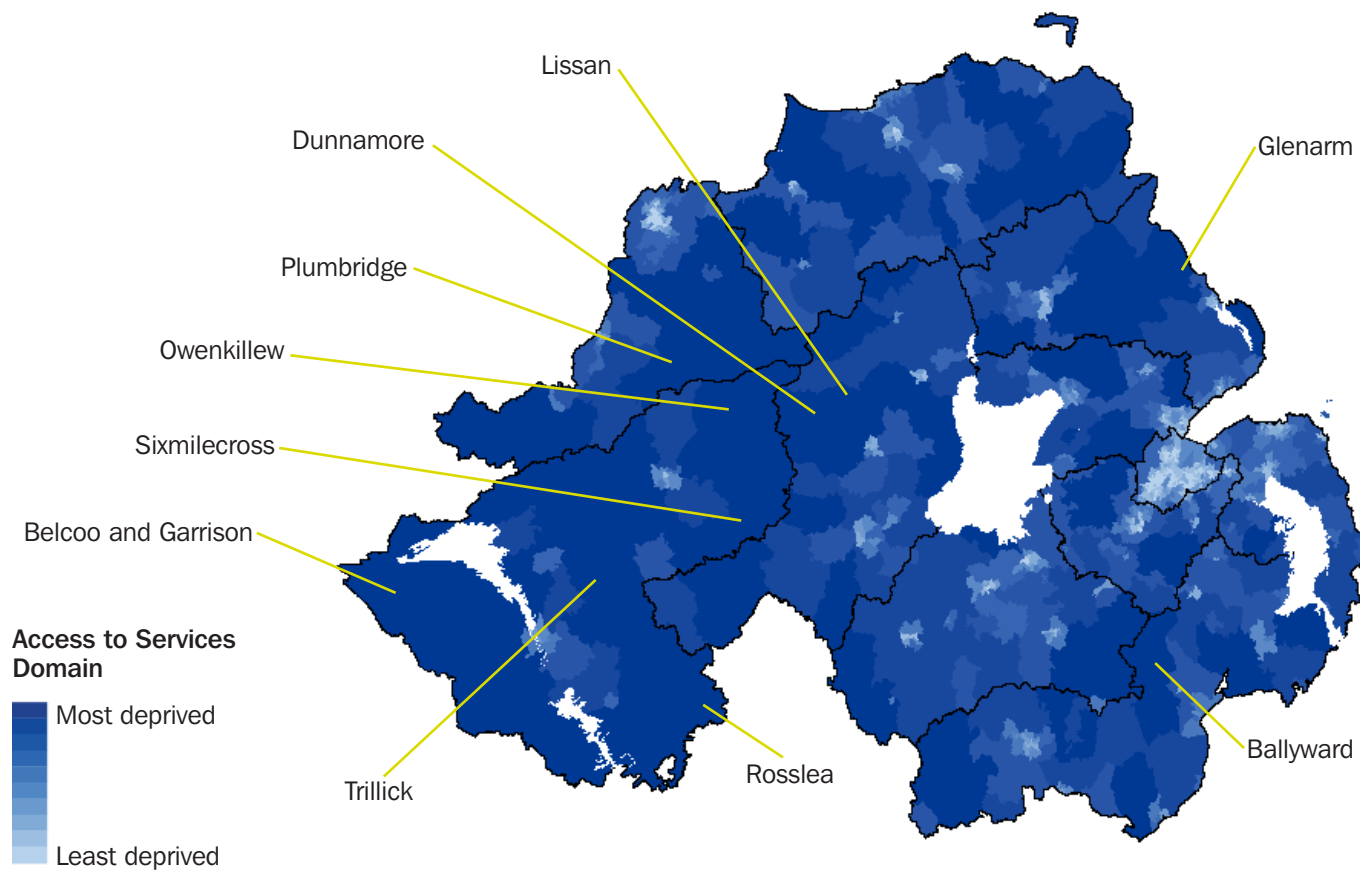 Lissan
Dunnamore
Glenarm
Plumbridge
Owenkillew
Sixmilecross
Belcoo and Garrison
Access to Services
Domain
Most deprived
Least deprived
Trillick
Rosslea
Ballyward